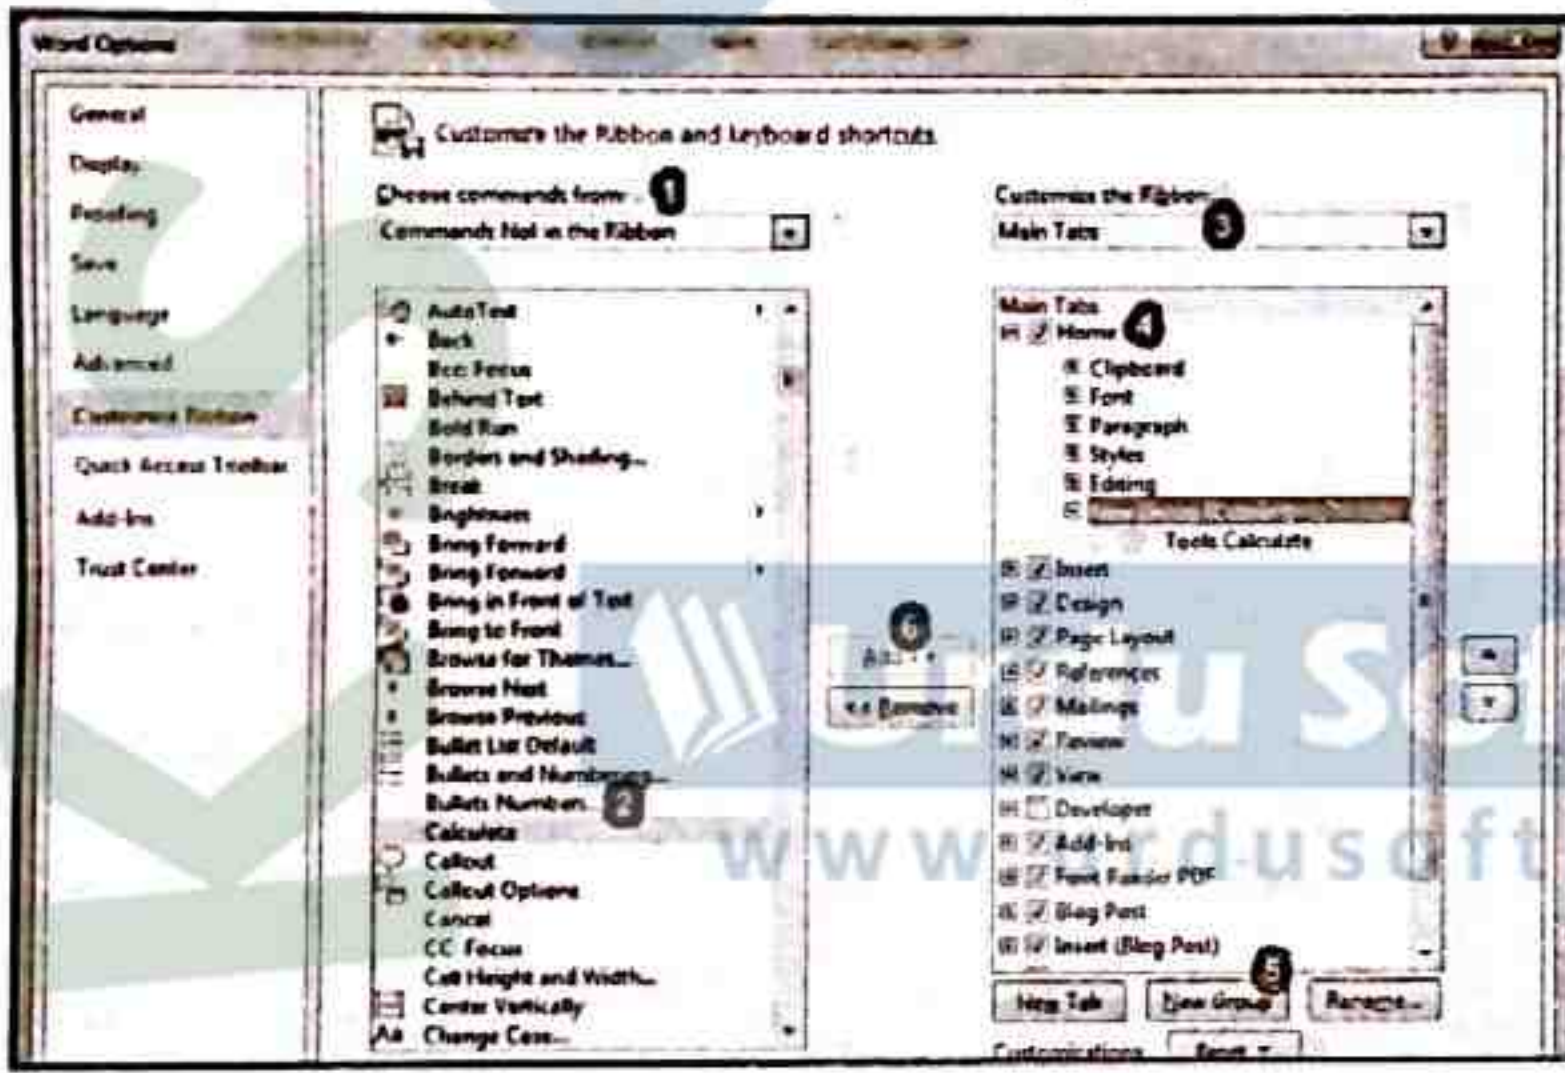 Word Options
General
Display
Proofing
Save
Language
Advanced
Customize Ribbon
Quick Access Toolbar
Add-Ins
Trust Center
Customize the Ribbon and keyboard shortcuts.
Choose commands from: 1
Commands Not in the Ribbon
AutoText
Back
Bcc Focus
Behind Text
Bold Run
Borders and Shading...
Break
Brightness
Bring Forward
Bring Forward
Bring in Front of Text
Bring to Front
Browse for Themes...
Browse Next
Browse Previous
Bullet List Default
Bullets and Numbering...
Bullets Numbers 2
Calculate
Callout
Callout Options
Cancel
CC Focus
Cell Height and Width...
Center Vertically
Aa Change Case...
6
Add
<< Remove
Customize the Ribbon:
Main Tabs 3
Main Tabs
Home 4
Clipboard
Font
Paragraph
Styles
Editing
Tools Calculate
Insert
Design
Page Layout
References
Mailings
Review
View
Developer
Add-Ins
PDF
Blog Post
Insert (Blog Post)
5
New Tab New Group Rename...
Customizations Reset